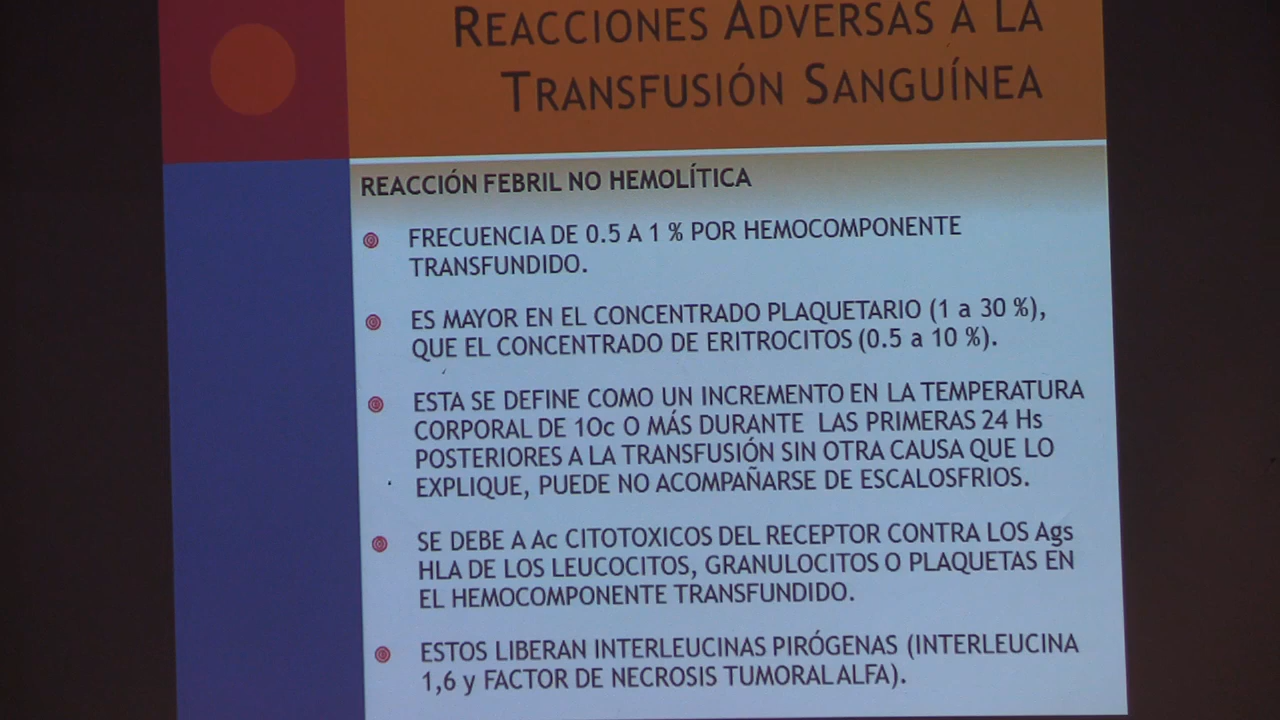 REACCIONES ADVERSAS A LA
TRANSFUSIÓN SANGUÍNEA
REACCIÓN FEBRIL NO HEMOLÍTICA
FRECUENCIA DE 0.5 A 1 % POR HEMOCOMPONENTE
TRANSFUNDIDO.
ES MAYOR EN EL CONCENTRADO PLAQUETARIO (1 a 30 %),
QUE EL CONCENTRADO DE ERITROCITOS (0.5 a 10 %).
ESTA SE DEFINE COMO UN INCREMENTO EN LA TEMPERATURA
CORPORAL DE 1Oc O MÁS DURANTE LAS PRIMERAS 24 Hs
POSTERIORES A LA TRANSFUSIÓN SIN OTRA CAUSA QUE LO
EXPLIQUE, PUEDE NO ACOMPAÑARSE DE ESCALOSFRIOS.
SE DEBE A Ac CITOTOXICOS DEL RECEPTOR CONTRA LOS Ags
HLA DE LOS LEUCOCITOS, GRANULOCITOS O PLAQUETAS EN
EL HEMOCOMPONENTE TRANSFUNDIDO.
ESTOS LIBERAN INTERLEUCINAS PIRÓGENAS (INTERLEUCINA
1,6 y FACTOR DE NECROSIS TUMORAL ALFA).